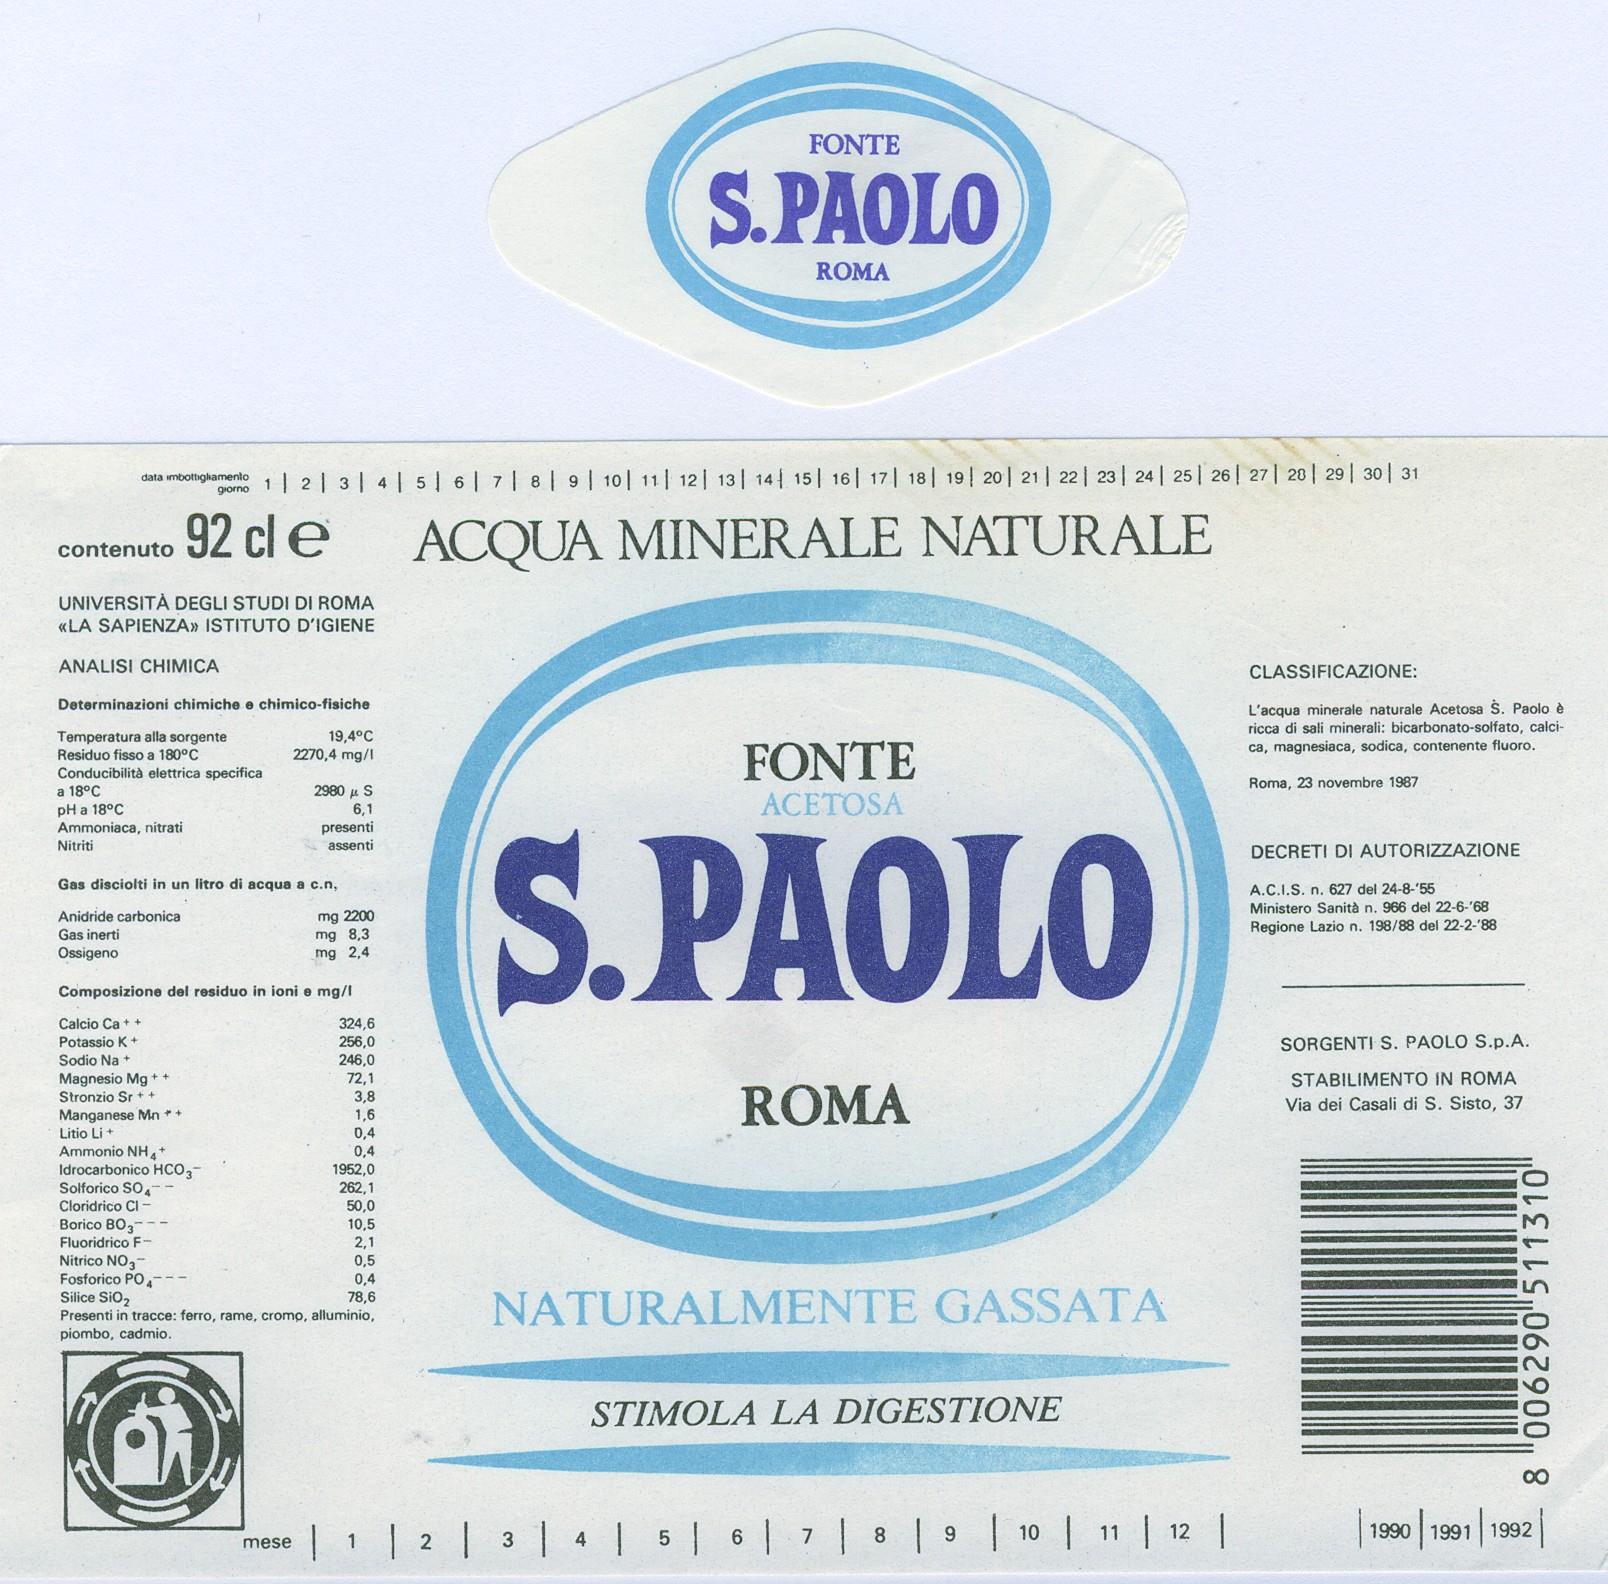 FONTE
S.PAOLO
ROMA
data imbottigliamento
giorno 1 2 3 4 5 6 7 8 9 10 11 12 13 14 15 16 17 18 19 20 21 22 23 24 25 26 27 28 29 30 31
contenuto 92 cl e
ACQUA MINERALE NATURALE
UNIVERSITÀ DEGLI STUDI DI ROMA
«LA SAPIENZA» ISTITUTO D'IGIENE
ANALISI CHIMICA
Determinazioni chimiche e chimico-fisiche
Temperatura alla sorgente 19,4°C
Residuo fisso a 180°C 2270,4 mg/l
Conducibilità elettrica specifica
a 18°C 2980 µ S
pH a 18°C 6,1
Ammoniaca, nitrati presenti
Nitriti assenti
Gas disciolti in un litro di acqua a c.n,
Anidride carbonica mg 2200
Gas inerti mg 8,3
Ossigeno mg 2,4
Composizione del residuo in ioni e mg/l
Calcio Ca++ 324,6
Potassio K+ 256,0
Sodio Na+ 246,0
Magnesio Mg++ 72,1
Stronzio Sr++ 3,8
Manganese Mn++ 1,6
Litio Li+ 0,4
Ammonio NH₄+ 0,4
Idrocarbonico HCO₃− 1952,0
Solforico SO₄−− 262,1
Cloridrico Cl− 50,0
Borico BO₃−−− 10,5
Fluoridrico F− 2,1
Nitrico NO₃− 0,5
Fosforico PO₄−−− 0,4
Silice SiO₂ 78,6
Presenti in tracce: ferro, rame, cromo, alluminio,
piombo, cadmio.
FONTE
ACETOSA
S.PAOLO
ROMA
NATURALMENTE GASSATA
STIMOLA LA DIGESTIONE
CLASSIFICAZIONE:
L'acqua minerale naturale Acetosa S. Paolo è
ricca di sali minerali: bicarbonato-solfato, calci-
ca, magnesiaca, sodica, contenente fluoro.
Roma, 23 novembre 1987
DECRETI DI AUTORIZZAZIONE
A.C.I.S. n. 627 del 24-8-'55
Ministero Sanità n. 966 del 22-6-'68
Regione Lazio n. 198/88 del 22-2-'88
SORGENTI S. PAOLO S.p.A.
STABILIMENTO IN ROMA
Via dei Casali di S. Sisto, 37
8 006290 511310
mese 1 2 3 4 5 6 7 8 9 10 11 12
1990 1991 1992